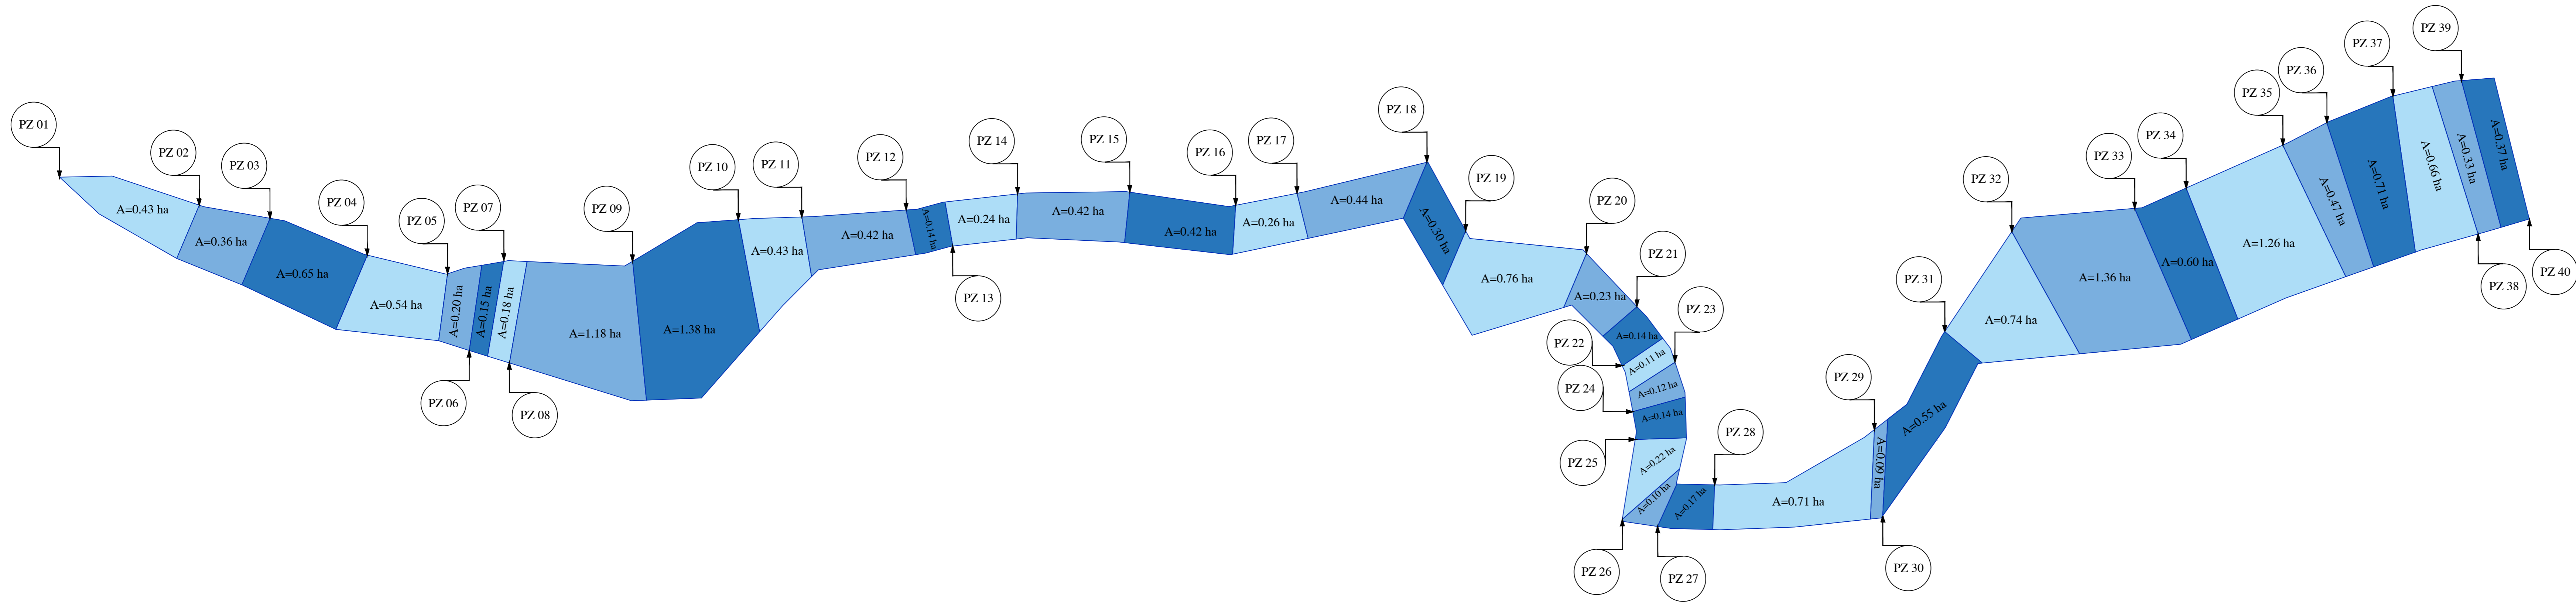 PZ 01
PZ 02
PZ 03
PZ 04
PZ 05
PZ 06
PZ 07
PZ 08
PZ 09
PZ 10
PZ 11
PZ 12
PZ 13
PZ 14
PZ 15
PZ 16
PZ 17
PZ 18
PZ 19
PZ 20
PZ 21
PZ 22
PZ 23
PZ 24
PZ 25
PZ 26
PZ 27
PZ 28
PZ 29
PZ 30
PZ 31
PZ 32
PZ 33
PZ 34
PZ 35
PZ 36
PZ 37
PZ 38
PZ 39
PZ 40
A=0.43 ha
A=0.36 ha
A=0.65 ha
A=0.54 ha
A=0.20 ha
A=0.15 ha
A=0.18 ha
A=1.18 ha
A=1.38 ha
A=0.43 ha
A=0.42 ha
A=0.14 ha
A=0.24 ha
A=0.42 ha
A=0.42 ha
A=0.26 ha
A=0.44 ha
A=0.30 ha
A=0.76 ha
A=0.23 ha
A=0.14 ha
A=0.11 ha
A=0.12 ha
A=0.14 ha
A=0.22 ha
A=0.10 ha
A=0.17 ha
A=0.71 ha
A=0.09 ha
A=0.55 ha
A=0.74 ha
A=1.36 ha
A=0.60 ha
A=1.26 ha
A=0.47 ha
A=0.71 ha
A=0.66 ha
A=0.33 ha
A=0.37 ha